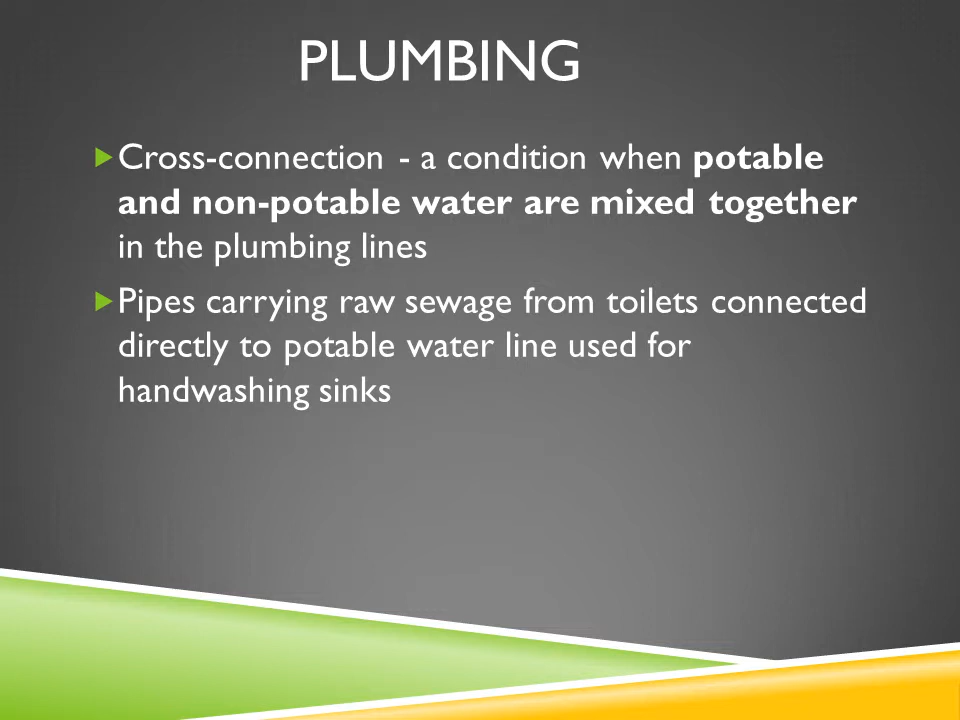 PLUMBING
Cross-connection - a condition when potable
and non-potable water are mixed together
in the plumbing lines
Pipes carrying raw sewage from toilets connected
directly to potable water line used for
handwashing sinks